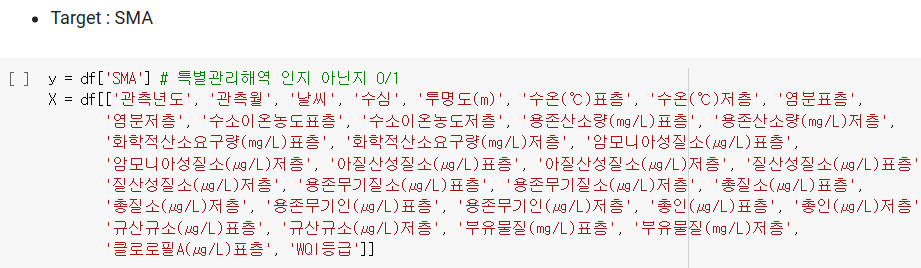 Target : SMA
[ ] y = df['SMA'] # 특별관리해역 인지 아닌지 0/1
X = df[['관측년도', '관측월', '날씨', '수심', '투명도(m)', '수온(℃)표층', '수온(℃)저층', '염분표층',
'염분저층', '수소이온농도표층', '수소이온농도저층', '용존산소량(㎎/L)표층', '용존산소량(㎎/L)저층',
'화학적산소요구량(㎎/L)표층', '화학적산소요구량(㎎/L)저층', '암모니아성질소(㎍/L)표층',
'암모니아성질소(㎍/L)저층', '아질산성질소(㎍/L)표층', '아질산성질소(㎍/L)저층', '질산성질소(㎍/L)표층'
'질산성질소(㎍/L)저층', '용존무기질소(㎍/L)표층', '용존무기질소(㎍/L)저층', '총질소(㎍/L)표층',
'총질소(㎍/L)저층', '용존무기인(㎍/L)표층', '용존무기인(㎍/L)저층', '총인(㎍/L)표층', '총인(㎍/L)저층'
'규산규소(㎍/L)표층', '규산규소(㎍/L)저층', '부유물질(㎎/L)표층', '부유물질(㎎/L)저층',
'클로로필A(㎍/L)표층', 'WQI등급']]